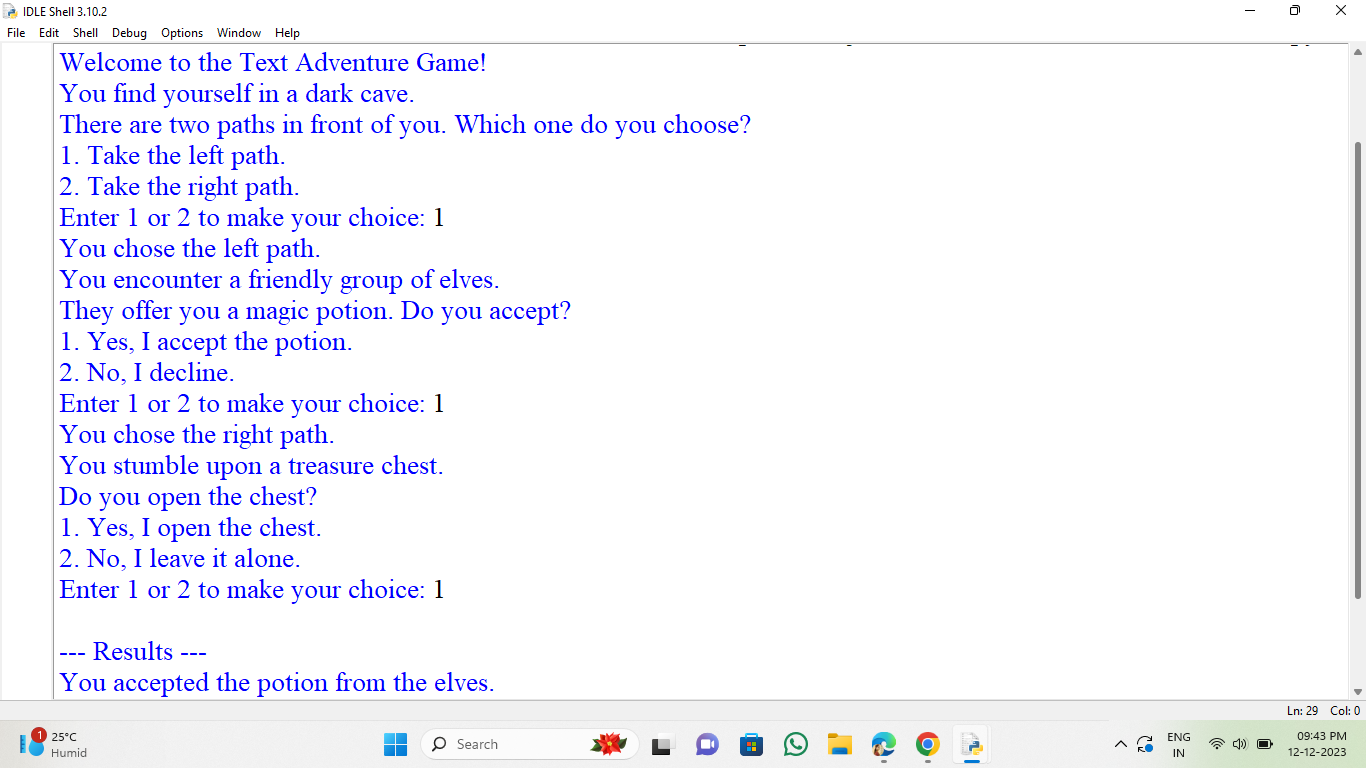 IDLE Shell 3.10.2
File Edit Shell Debug Options Window Help
Welcome to the Text Adventure Game!
You find yourself in a dark cave.
There are two paths in front of you. Which one do you choose?
1. Take the left path.
2. Take the right path.
Enter 1 or 2 to make your choice: 1
You chose the left path.
You encounter a friendly group of elves.
They offer you a magic potion. Do you accept?
1. Yes, I accept the potion.
2. No, I decline.
Enter 1 or 2 to make your choice: 1
You chose the right path.
You stumble upon a treasure chest.
Do you open the chest?
1. Yes, I open the chest.
2. No, I leave it alone.
Enter 1 or 2 to make your choice: 1
--- Results ---
You accepted the potion from the elves.
Ln: 29 Col: 0
1
25°C
Humid
Search
ENG
IN
09:43 PM
12-12-2023